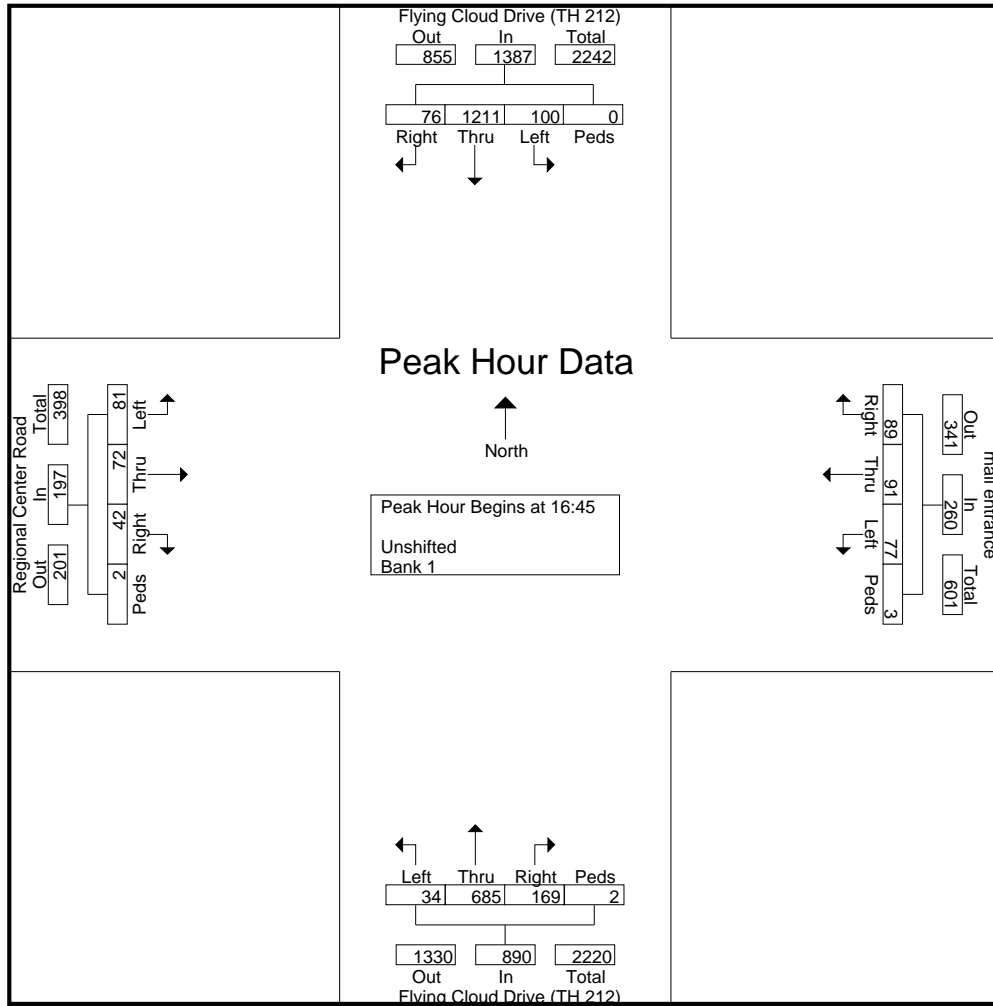 Flying Cloud Drive (TH 212)
Out In Total
855 1387 2242
76 1211 100 0
Right Thru Left Peds
Peak Hour Data
North
Peak Hour Begins at 16:45
Unshifted
Bank 1
Regional Center Road
Out In Total
201 197 398
81 72 42 2
Left Thru Right Peds
mall entrance
Out In Total
341 260 601
89 91 77 3
Right Thru Left Peds
Left Thru Right Peds
34 685 169 2
1330 890 2220
Out In Total
Flying Cloud Drive (TH 212)